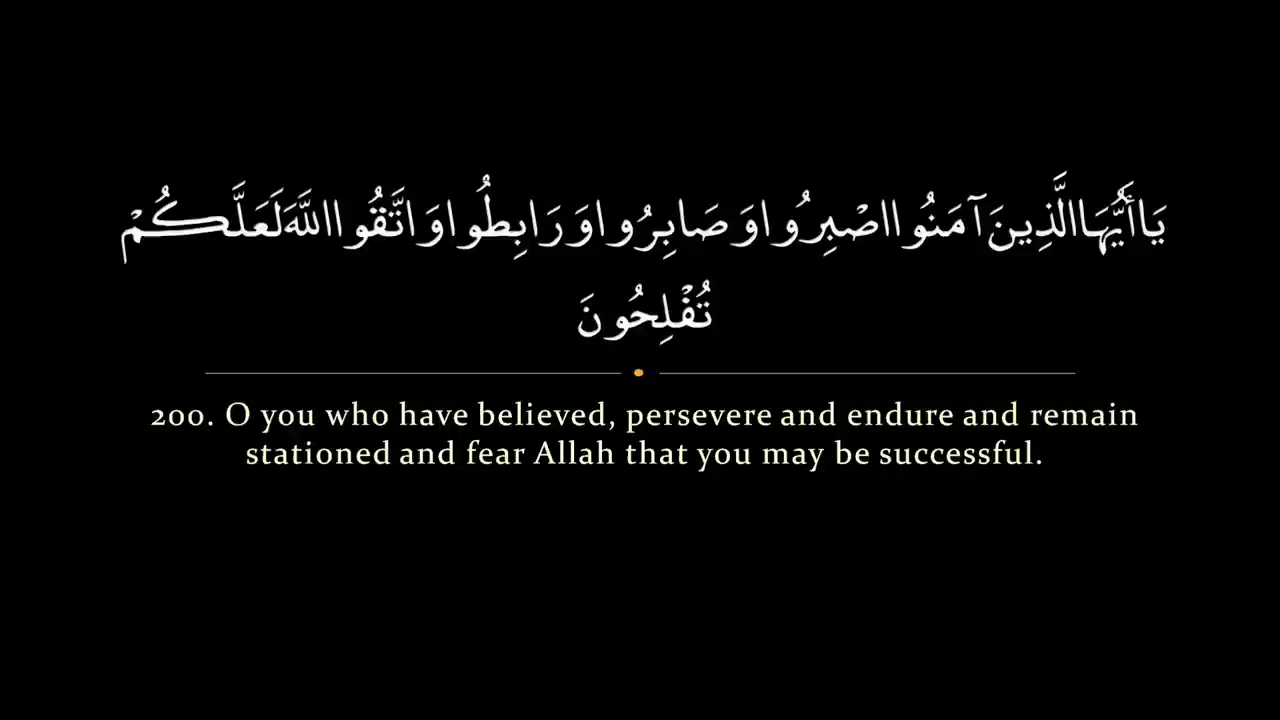 يَا أَيُّهَا الَّذِينَ آمَنُوا اصْبِرُوا وَصَابِرُوا وَرَابِطُوا وَاتَّقُوا اللَّهَ لَعَلَّكُمْ
تُفْلِحُونَ
200. O you who have believed, persevere and endure and remain
stationed and fear Allah that you may be successful.